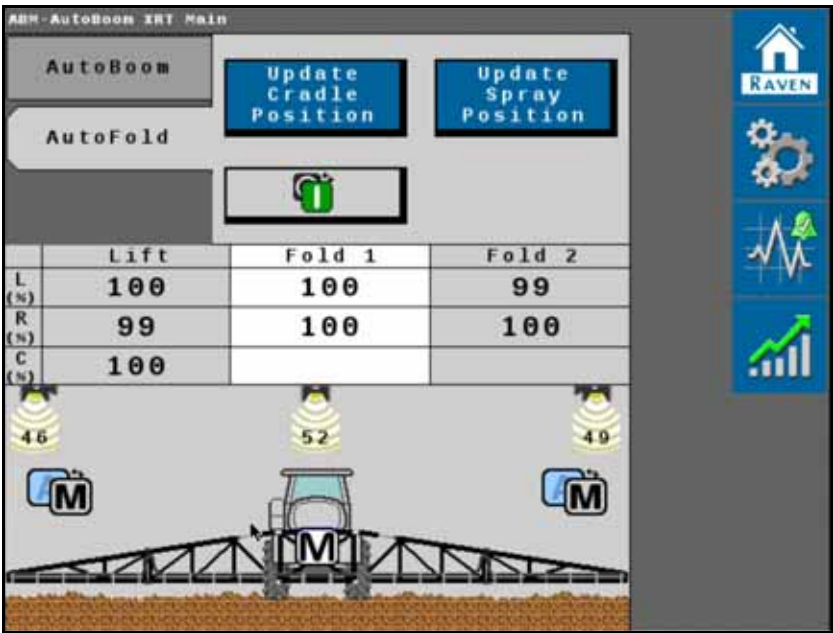 ABM-AutoBoom XRT Main
AutoBoom
AutoFold
Update
Cradle
Position
Update
Spray
Position
RAVEN
Lift Fold 1 Fold 2
L
(%) 100 100 99
R
(%) 99 100 100
C
(%) 100
46 52 49
M M
M